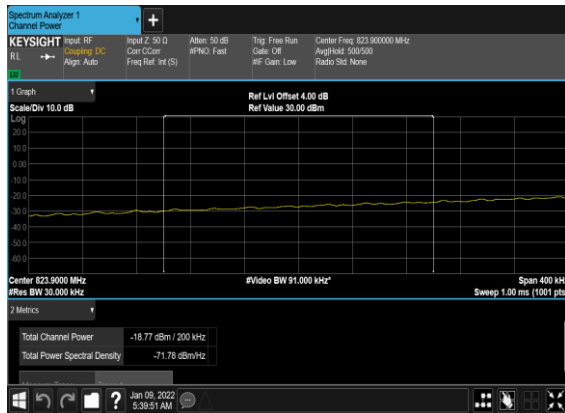 Spectrum Analyzer 1
Channel Power
+
KEYSIGHT Input: RF Input Z: 50 Ω Atten: 50 dB Trig: Free Run Center Freq: 823.900000 MHz
RL Coupling: DC Corr CCorr #PNO: Fast Gate: Off Avg|Hold: 500/500
Align: Auto Freq Ref: Int (S) #IF Gain: Low Radio Std: None
1 Graph
Ref Lvl Offset 4.00 dB
Scale/Div 10.0 dB Ref Value 30.00 dBm
Log
20.0
10.0
0.00
-10.0
-20.0
-30.0
-40.0
-50.0
-60.0
Center 823.9000 MHz #Video BW 91.000 kHz* Span 400 kH
#Res BW 30.000 kHz Sweep 1.00 ms (1001 pts
2 Metrics
Total Channel Power -18.77 dBm / 200 kHz
Total Power Spectral Density -71.78 dBm/Hz
?
Jan 09, 2022
5:39:51 AM